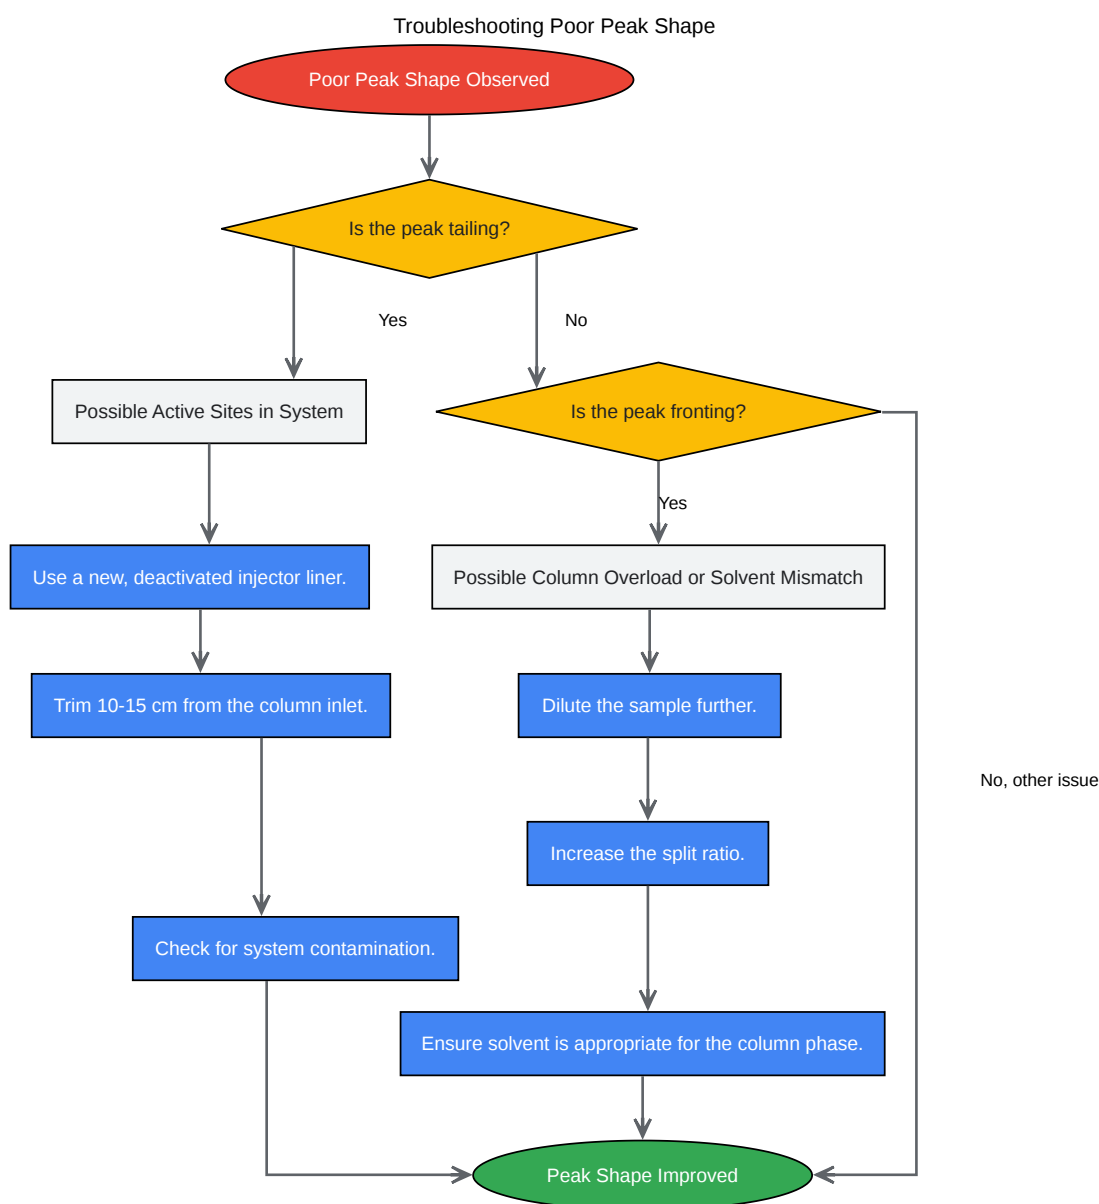 Troubleshooting Poor Peak Shape
Poor Peak Shape Observed
Is the peak tailing?
Yes
No
Possible Active Sites in System
Is the peak fronting?
Yes
Use a new, deactivated injector liner.
Possible Column Overload or Solvent Mismatch
Trim 10-15 cm from the column inlet.
Dilute the sample further.
No, other issue
Increase the split ratio.
Check for system contamination.
Ensure solvent is appropriate for the column phase.
Peak Shape Improved